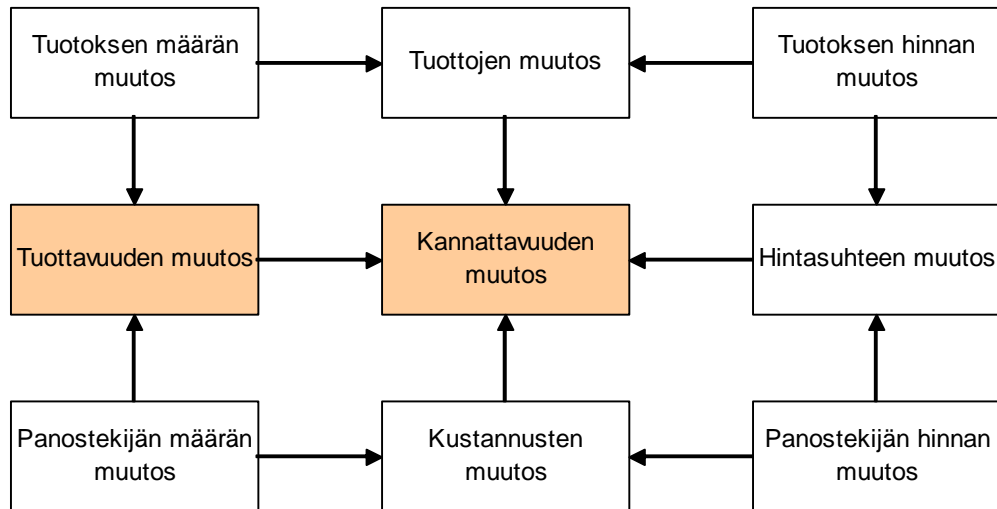 Tuotoksen määrän
muutos
Tuottojen muutos
Tuotoksen hinnan
muutos
Tuottavuuden muutos
Kannattavuuden
muutos
Hintasuhteen muutos
Panostekijän määrän
muutos
Kustannusten
muutos
Panostekijän hinnan
muutos